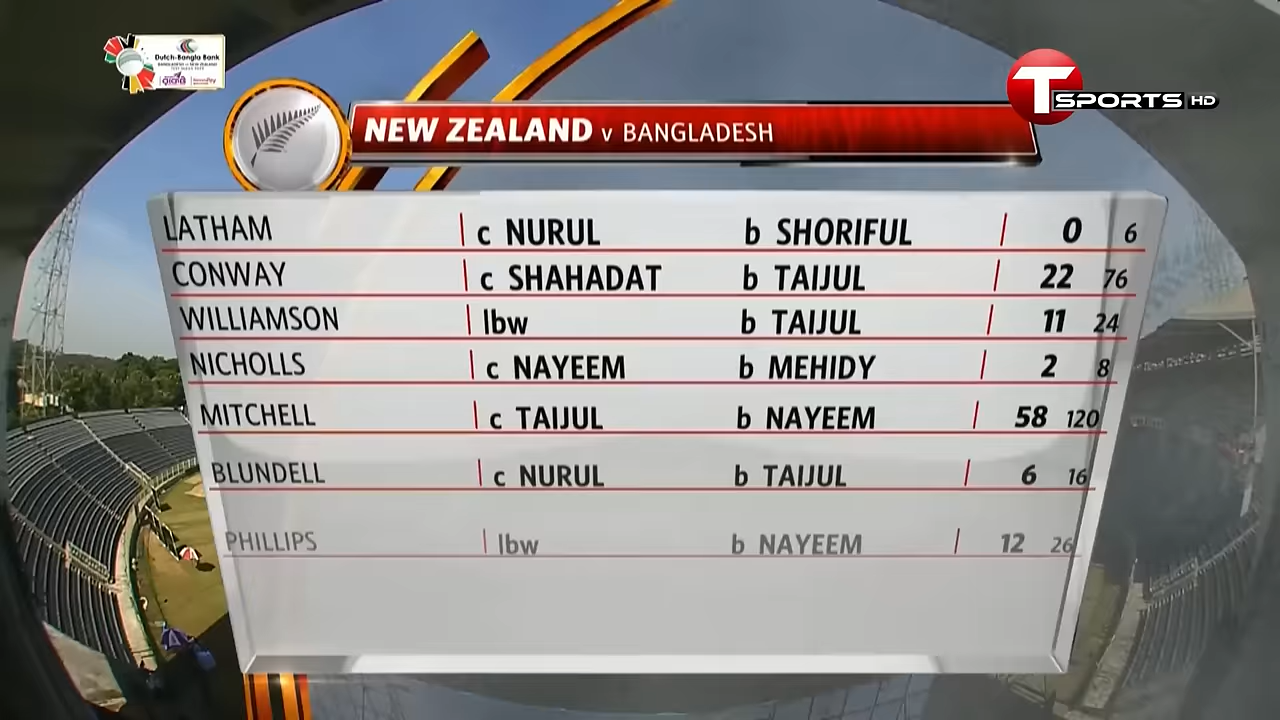 Dutch-Bangla Bank
T SPORTS HD
NEW ZEALAND v BANGLADESH
LATHAM c NURUL b SHORIFUL 0 6
CONWAY c SHAHADAT b TAIJUL 22 76
WILLIAMSON lbw b TAIJUL 11 24
NICHOLLS c NAYEEM b MEHIDY 2 8
MITCHELL c TAIJUL b NAYEEM 58 120
BLUNDELL c NURUL b TAIJUL 6 16
PHILLIPS lbw b NAYEEM 12 26